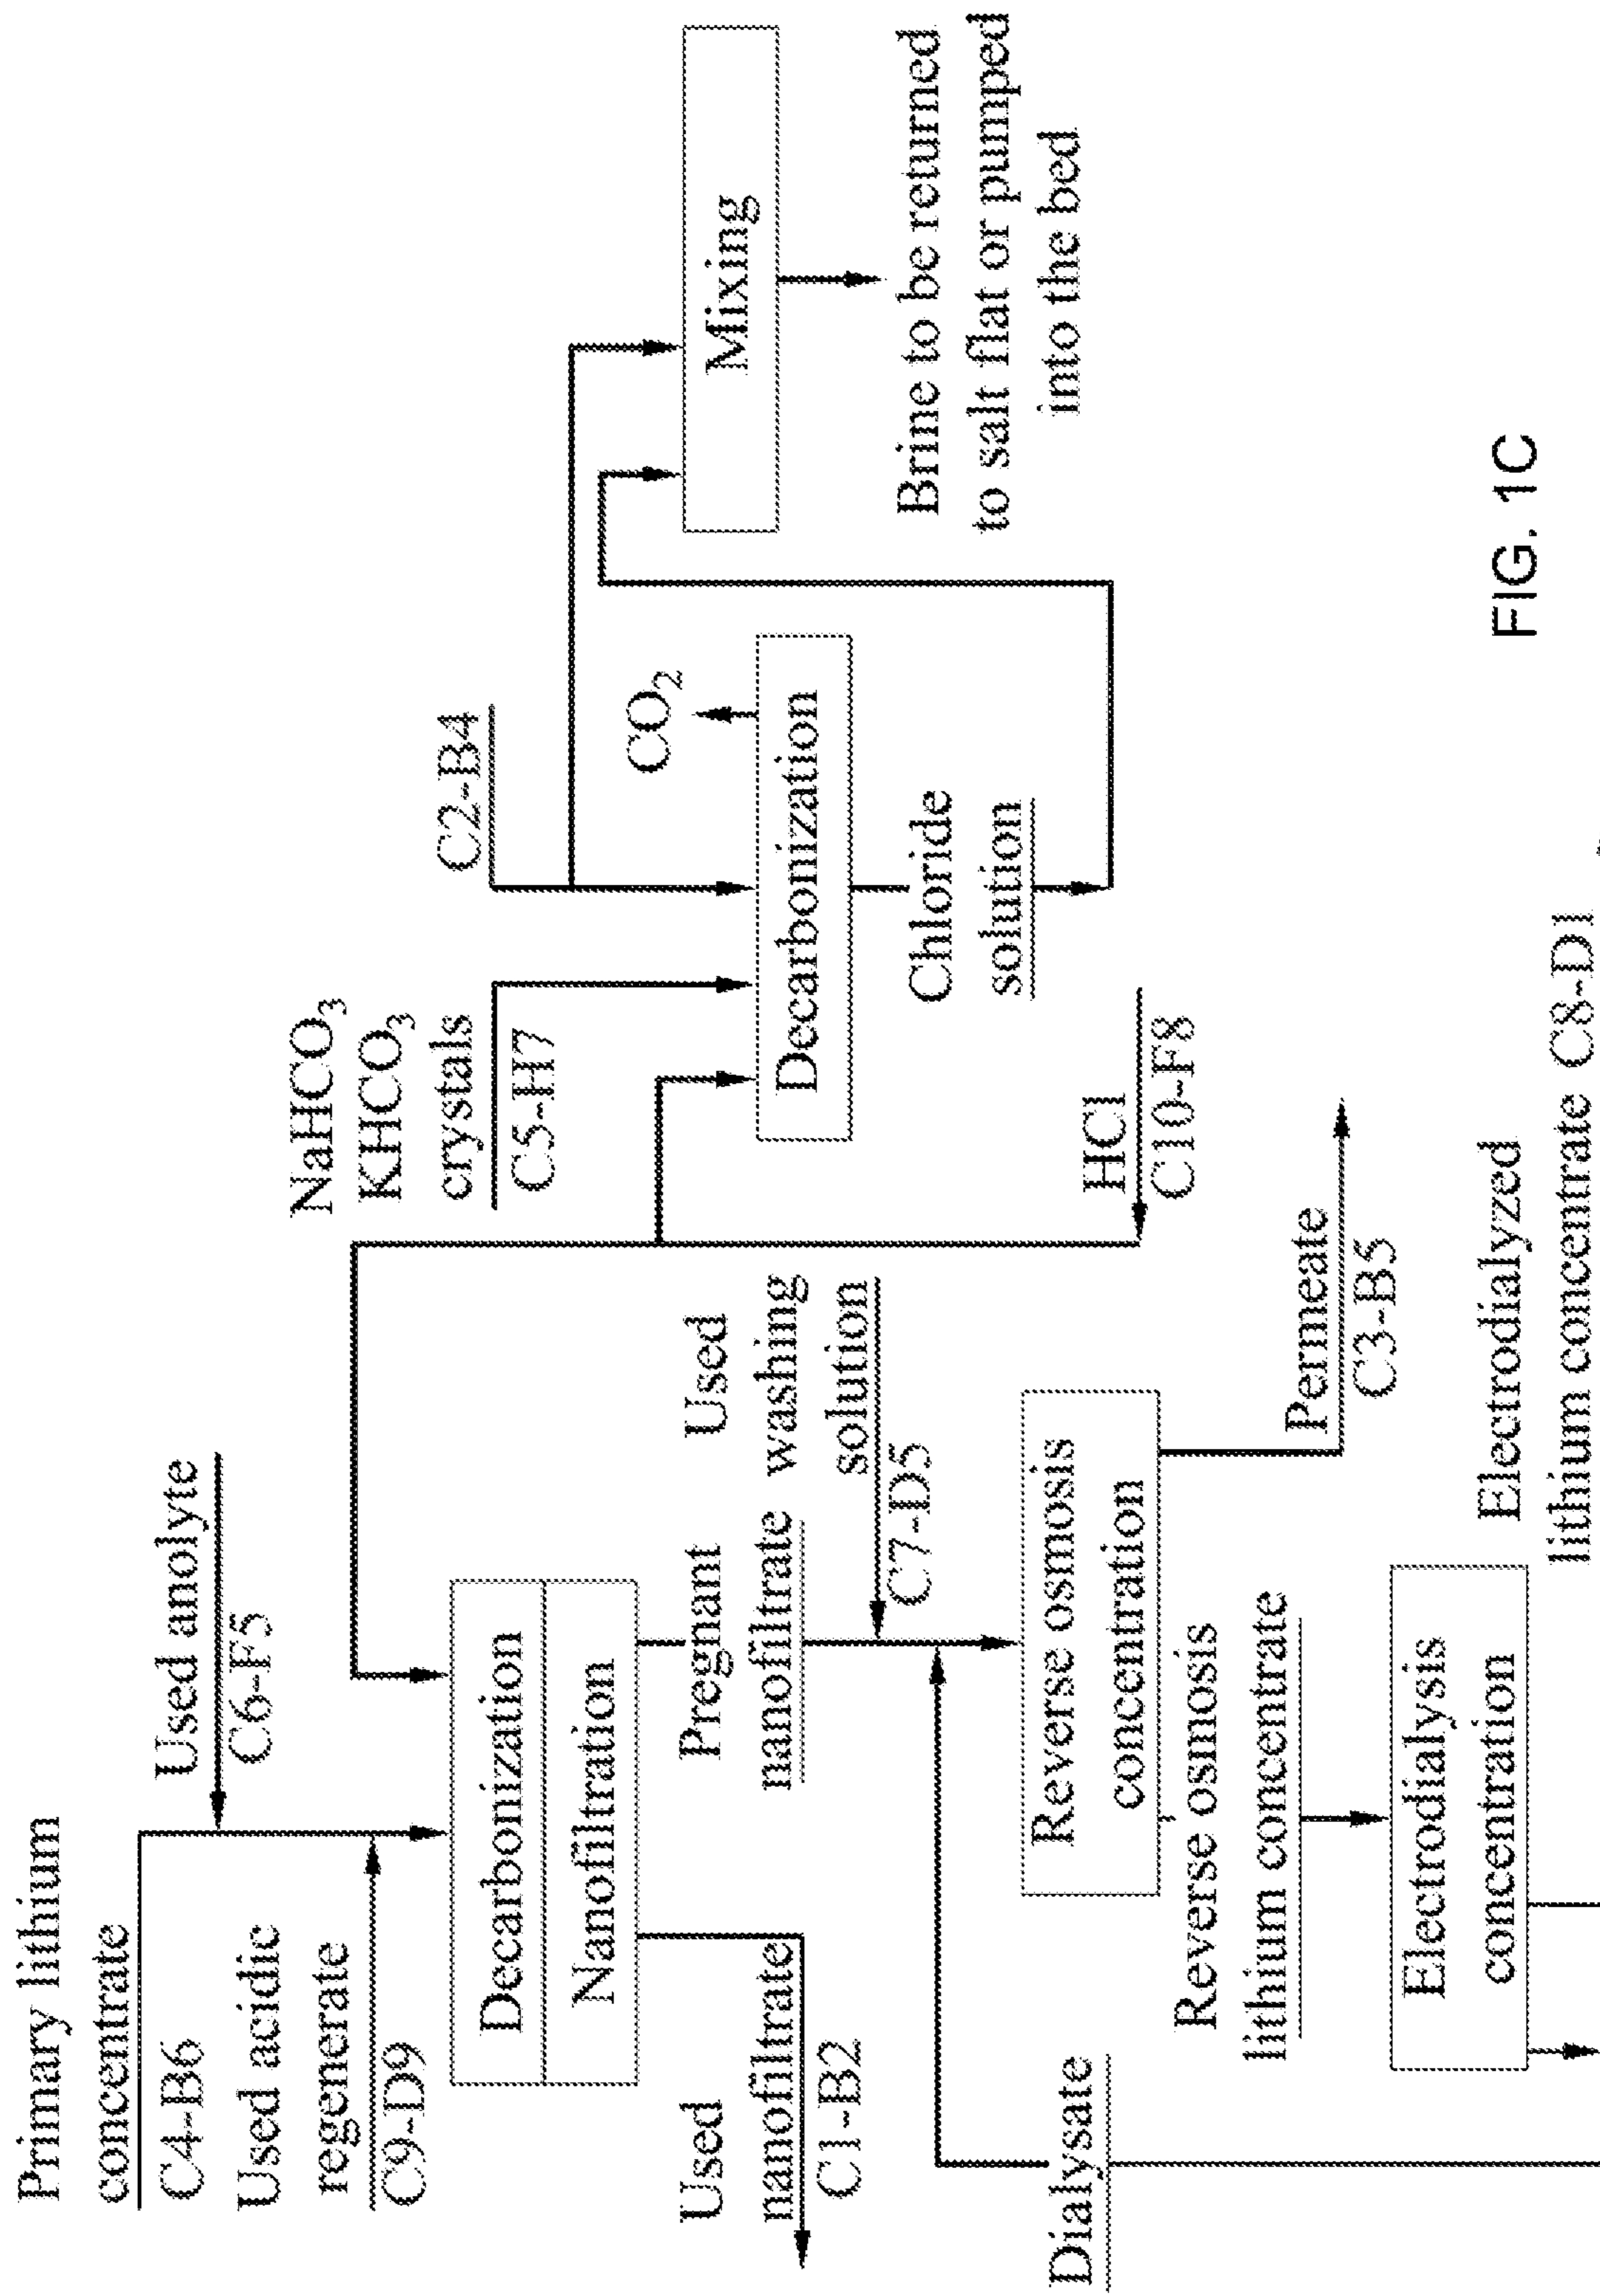 Primary lithium
concentrate
C4-B6
Used anolyte
C6-F5
Used acidic
regenerate
C9-D9
NaHCO₃
KHCO₃
crystals
C5-H7
C2-B4
Decarbonization
Nanofiltration
CO₂
Decarbonization
Mixing
Used
nanofiltrate
C1-B2
Pregnant
nanofiltrate
Used
washing
solution
C7-D5
Chloride
solution
Brine to be returned
to salt flat or pumped
into the bed
HCl
C10-F8
Dialysate
Reverse osmosis
concentration
Reverse osmosis
lithium concentrate
Permeate
C3-B5
Electrodialysis
concentration
Electrodialyzed
lithium concentrate C8-D1
FIG. 1C